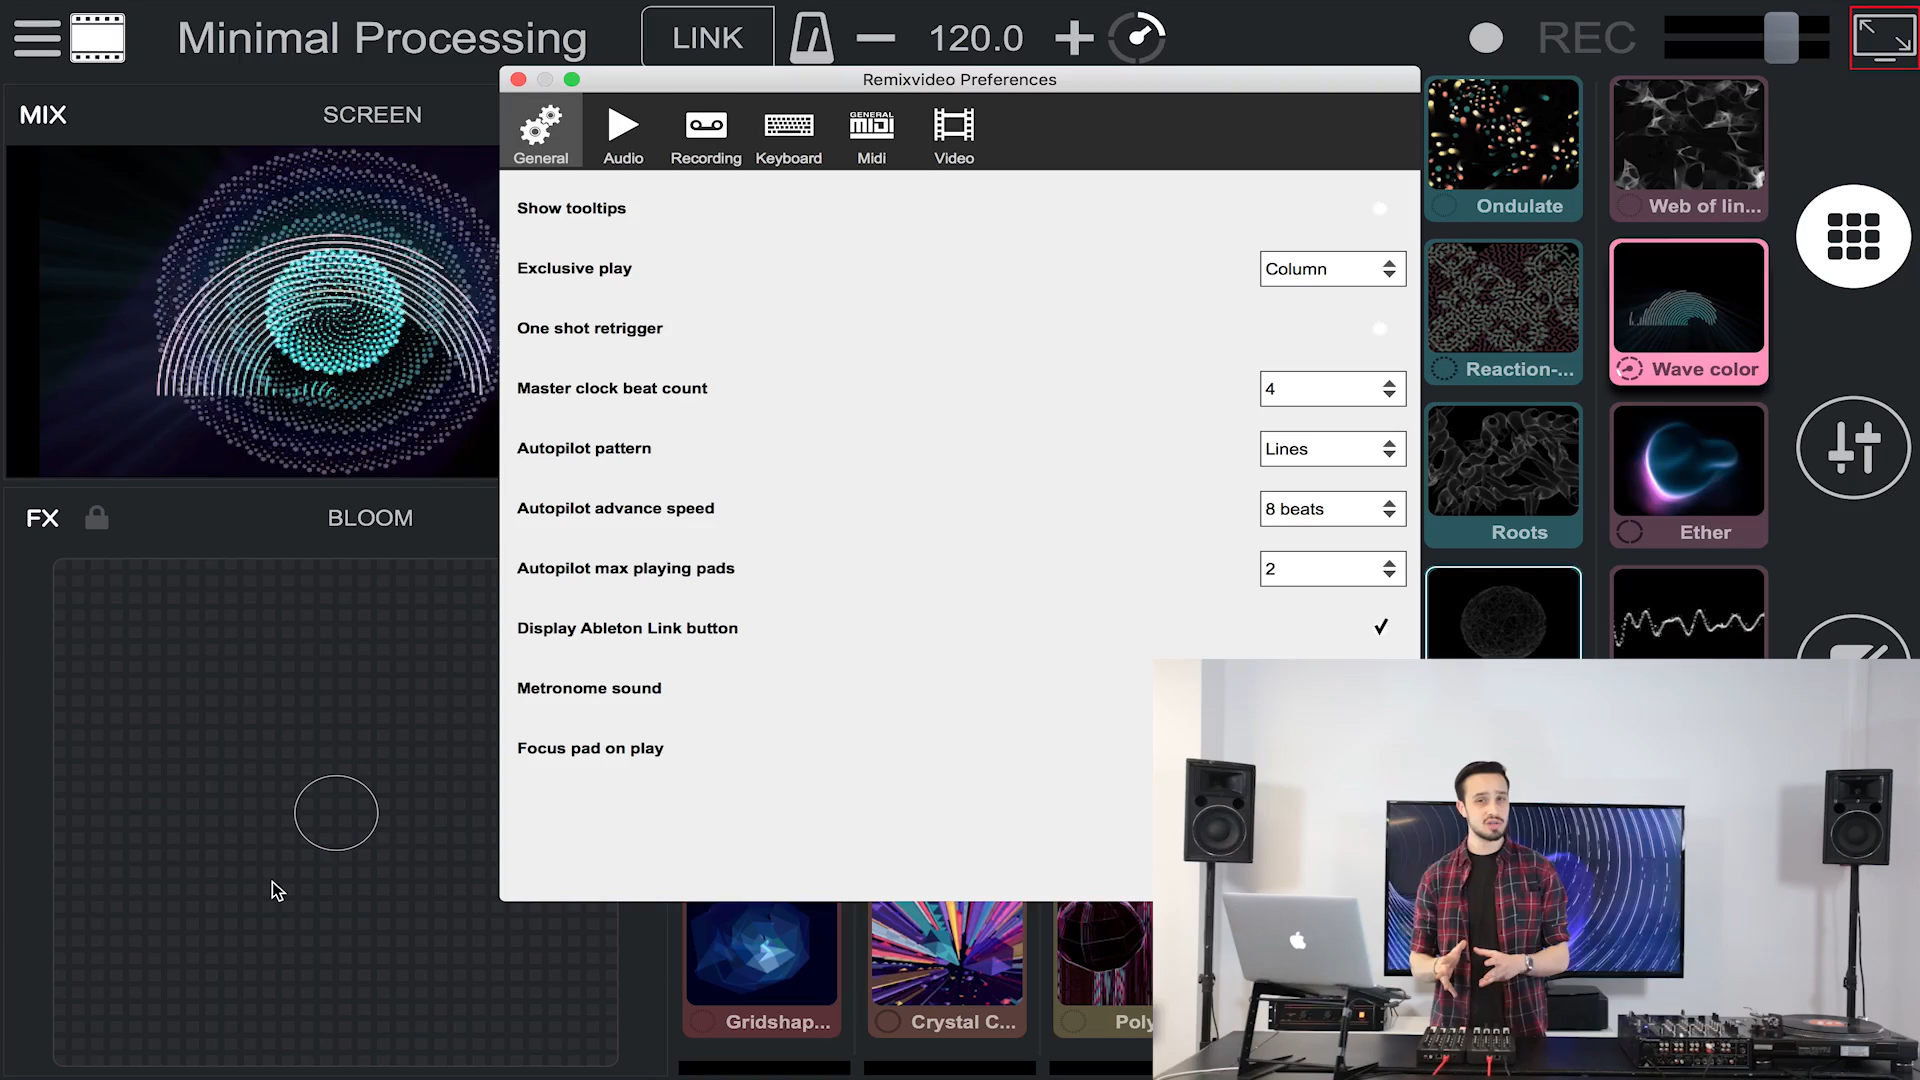 Minimal Processing
LINK
120.0
REC
Remixvideo Preferences
MIX
SCREEN
General
Audio
Recording
Keyboard
GENERAL
MIDI
Midi
Video
Show tooltips
Exclusive play
Column
One shot retrigger
Master clock beat count
4
Autopilot pattern
Lines
Autopilot advance speed
8 beats
Autopilot max playing pads
2
Display Ableton Link button
Metronome sound
Focus pad on play
FX
BLOOM
Ondulate
Web of lin...
Reaction-...
Wave color
Roots
Ether
Gridshap...
Crystal C...
Poly